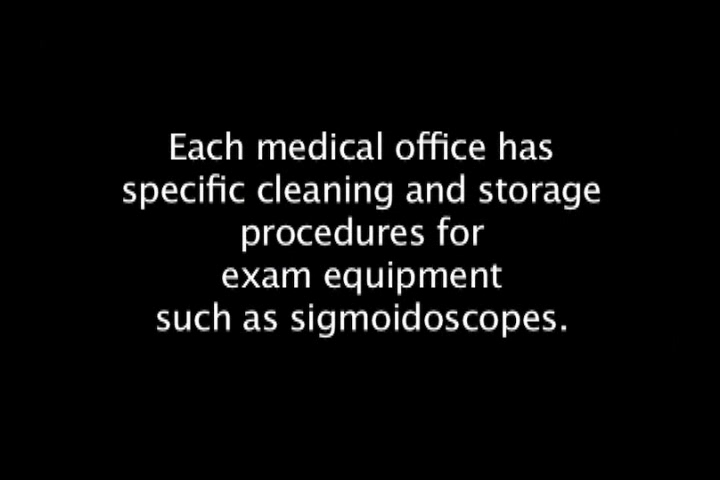 Each medical office has
specific cleaning and storage
procedures for
exam equipment
such as sigmoidoscopes.